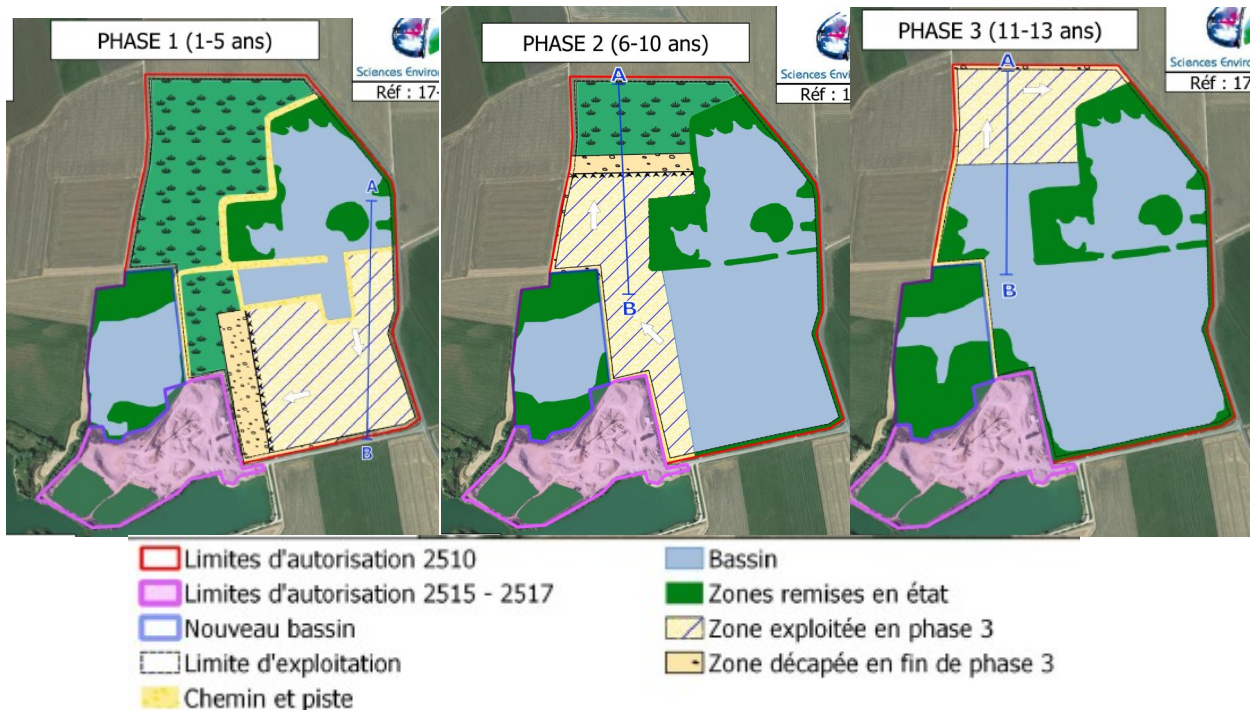 PHASE 1 (1-5 ans)
Sciences Enviro
Réf : 17-
A
B
PHASE 2 (6-10 ans)
Sciences Envi
Réf : 1
A
B
PHASE 3 (11-13 ans)
Sciences Envi
Réf : 17
A
B
Limites d'autorisation 2510
Limites d'autorisation 2515 - 2517
Nouveau bassin
Limite d'exploitation
Chemin et piste
Bassin
Zones remises en état
Zone exploitée en phase 3
Zone décapée en fin de phase 3